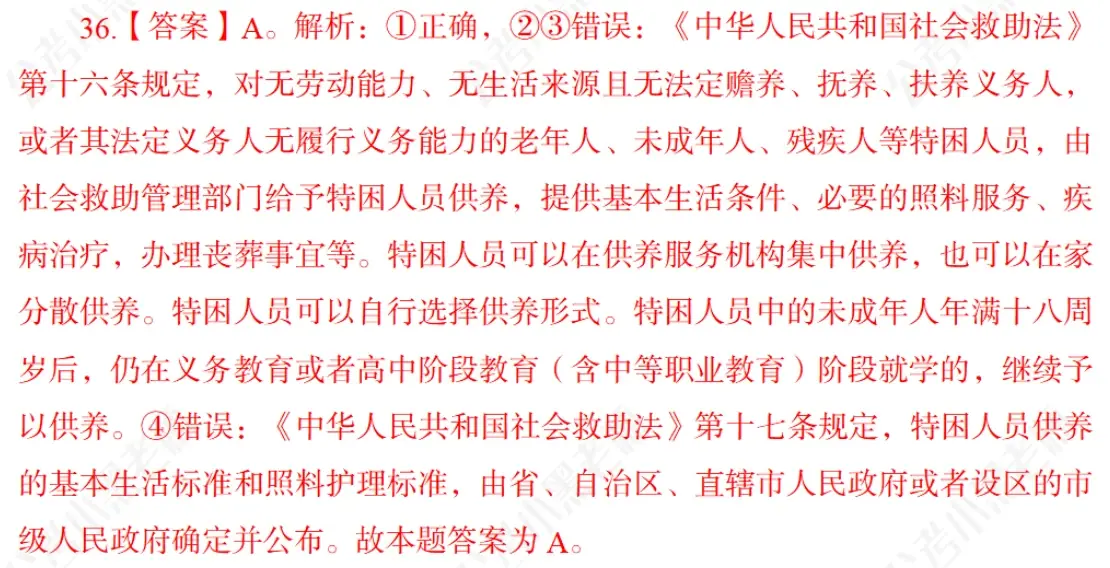 36.【答案】A。解析：①正确，②③错误：《中华人民共和国社会救助法》
第十六条规定，对无劳动能力、无生活来源且无法定赡养、抚养、扶养义务人，
或者其法定义务人无履行义务能力的老年人、未成年人、残疾人等特困人员，由
社会救助管理部门给予特困人员供养，提供基本生活条件、必要的照料服务、疾
病治疗，办理丧葬事宜等。特困人员可以在供养服务机构集中供养，也可以在家
分散供养。特困人员可以自行选择供养形式。特困人员中的未成年人年满十八周
岁后，仍在义务教育或者高中阶段教育（含中等职业教育）阶段就学的，继续予
以供养。④错误：《中华人民共和国社会救助法》第十七条规定，特困人员供养
的基本生活标准和照料护理标准，由省、自治区、直辖市人民政府或者设区的市
级人民政府确定并公布。故本题答案为 A。